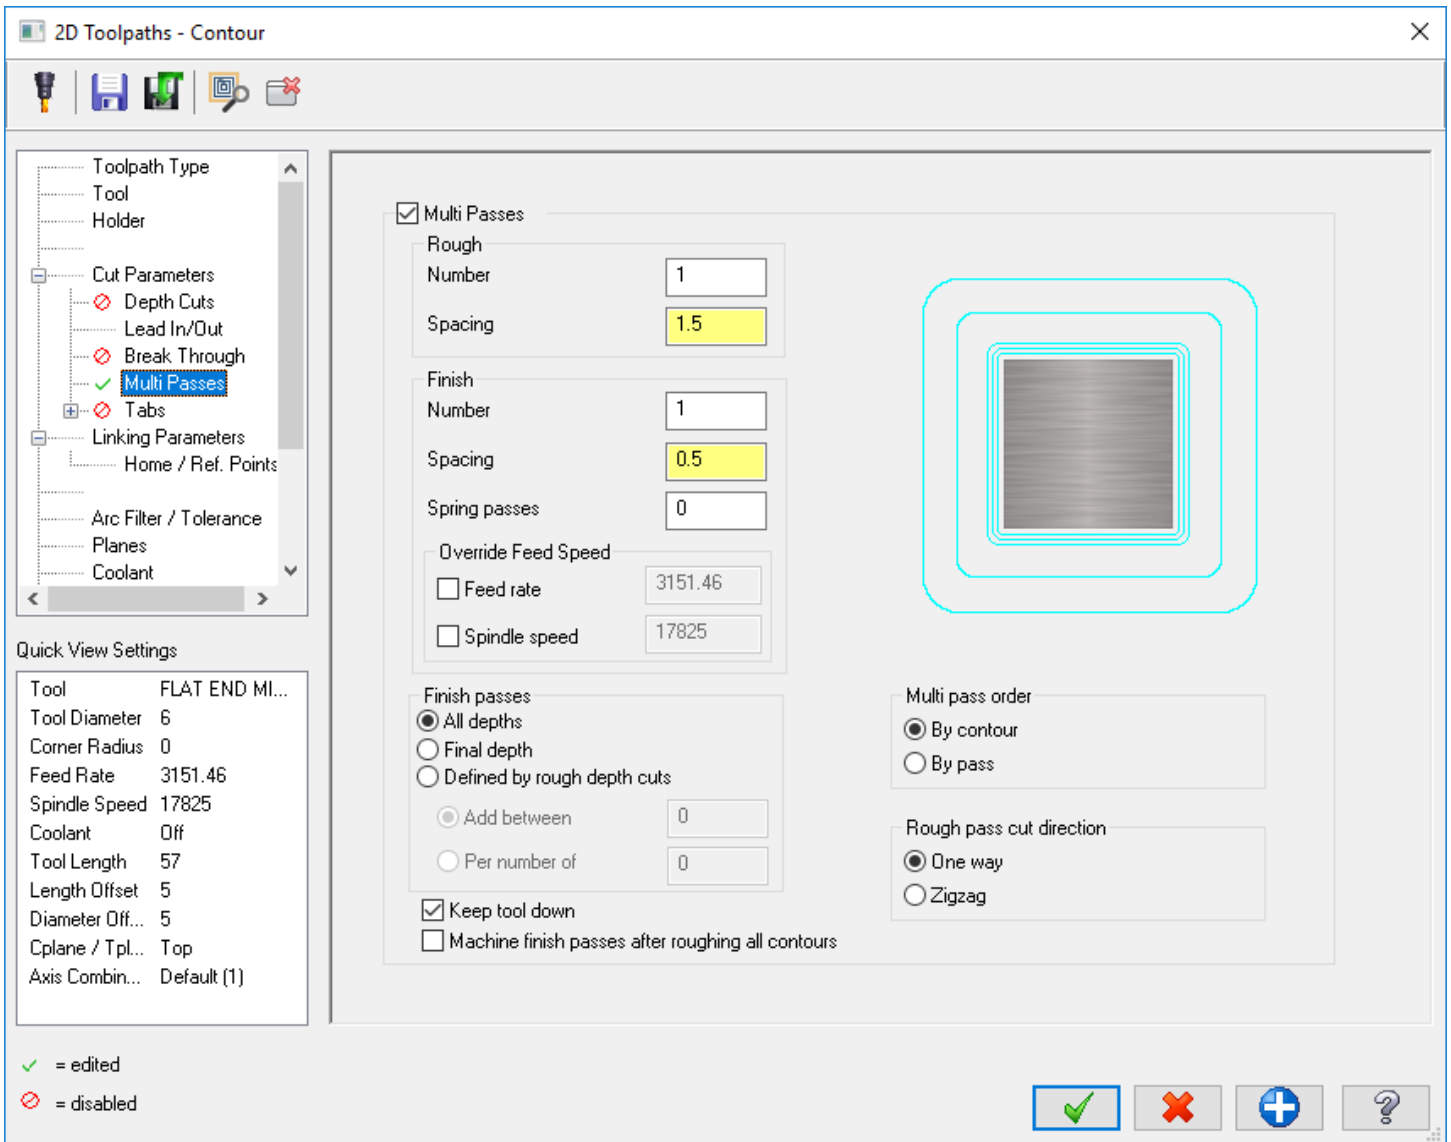 2D Toolpaths - Contour
Toolpath Type
Tool
Holder
Cut Parameters
Depth Cuts
Lead In/Out
Break Through
Multi Passes
Tabs
Linking Parameters
Home / Ref. Points
Arc Filter / Tolerance
Planes
Coolant
Quick View Settings
Tool FLAT END MI...
Tool Diameter 6
Corner Radius 0
Feed Rate 3151.46
Spindle Speed 17825
Coolant Off
Tool Length 57
Length Offset 5
Diameter Off... 5
Cplane / Tpl... Top
Axis Combin... Default (1)
= edited
= disabled
Multi Passes
Rough
Number 1
Spacing 1.5
Finish
Number 1
Spacing 0.5
Spring passes 0
Override Feed Speed
Feed rate 3151.46
Spindle speed 17825
Finish passes
All depths
Final depth
Defined by rough depth cuts
Add between 0
Per number of 0
Keep tool down
Machine finish passes after roughing all contours
Multi pass order
By contour
By pass
Rough pass cut direction
One way
Zigzag